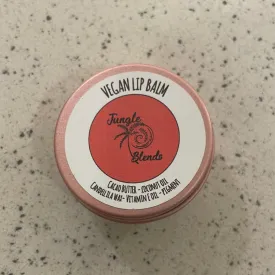 VEGAN LIP BALM
Jungle
Blends
CACAO BUTTER - COCONUT OIL -
CANDELILLA WAX - VITAMIN E OIL - PIGMENT